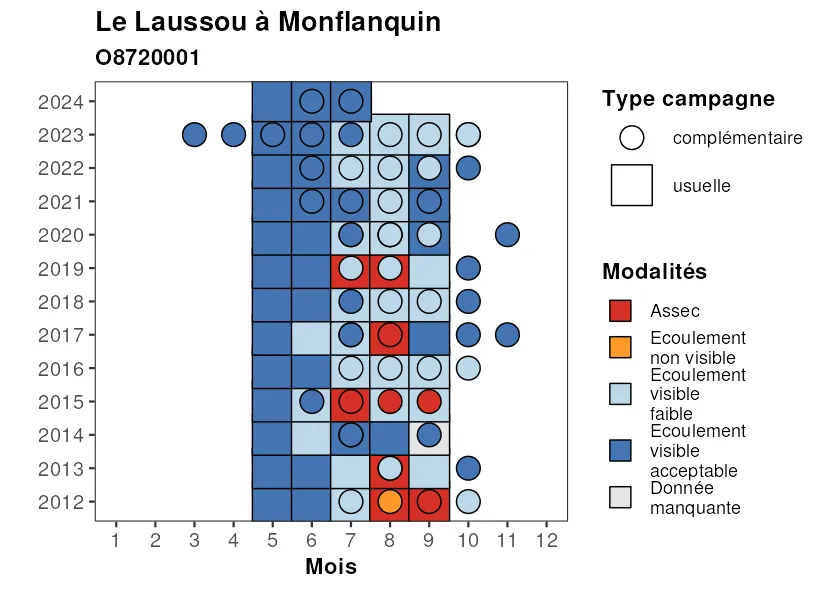 Le Laussou à Monflanquin
O8720001
2024
2023
2022
2021
2020
2019
2018
2017
2016
2015
2014
2013
2012
1 2 3 4 5 6 7 8 9 10 11 12
Mois
Type campagne
complémentaire
usuelle
Modalités
Assec
Ecoulement
non visible
Ecoulement
visible
faible
Ecoulement
visible
acceptable
Donnée
manquante